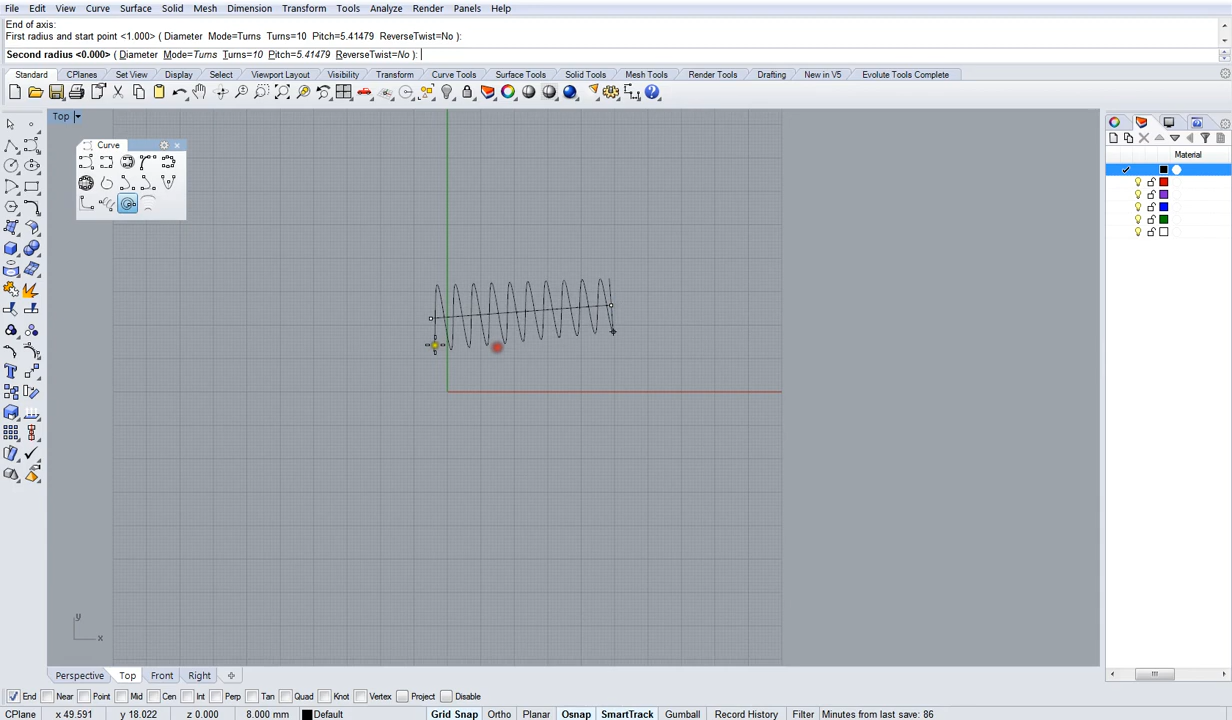 File Edit View Curve Surface Solid Mesh Dimension Transform Tools Analyze Render Panels Help
End of axis:
First radius and start point <1.000> ( Diameter Mode=Turns Turns=10 Pitch=5.41479 ReverseTwist=No ):
Second radius <0.000> ( Diameter Mode=Turns Turns=10 Pitch=5.41479 ReverseTwist=No ):
Standard CPlanes Set View Display Select Viewport Layout Visibility Transform Curve Tools Surface Tools Solid Tools Mesh Tools Render Tools Drafting New in V5 Evolute Tools Complete
Top
Curve
Material
y
x
Perspective Top Front Right
End Near Point Mid Cen Int Perp Tan Quad Knot Vertex Project Disable
CPlane x 49.591 y 18.022 z 0.000 8.000 mm Default Grid Snap Ortho Planar Osnap SmartTrack Gumball Record History Filter Minutes from last save: 86